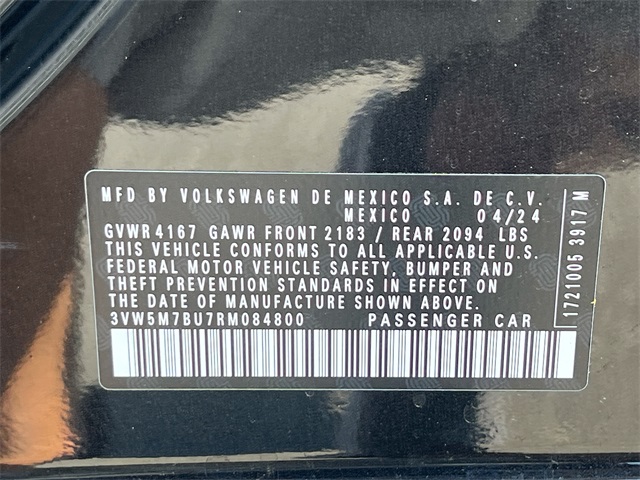 MFD BY VOLKSWAGEN DE MEXICO S.A. DE C.V.
MEXICO 04/24
GVWR 4167 GAWR FRONT 2183 / REAR 2094 LBS
THIS VEHICLE CONFORMS TO ALL APPLICABLE U.S.
FEDERAL MOTOR VEHICLE SAFETY, BUMPER AND
THEFT PREVENTION STANDARDS IN EFFECT ON THE
DATE OF MANUFACTURE SHOWN ABOVE.
3VW5M7BU7RM084800 PASSENGER CAR
1721005 3917 M